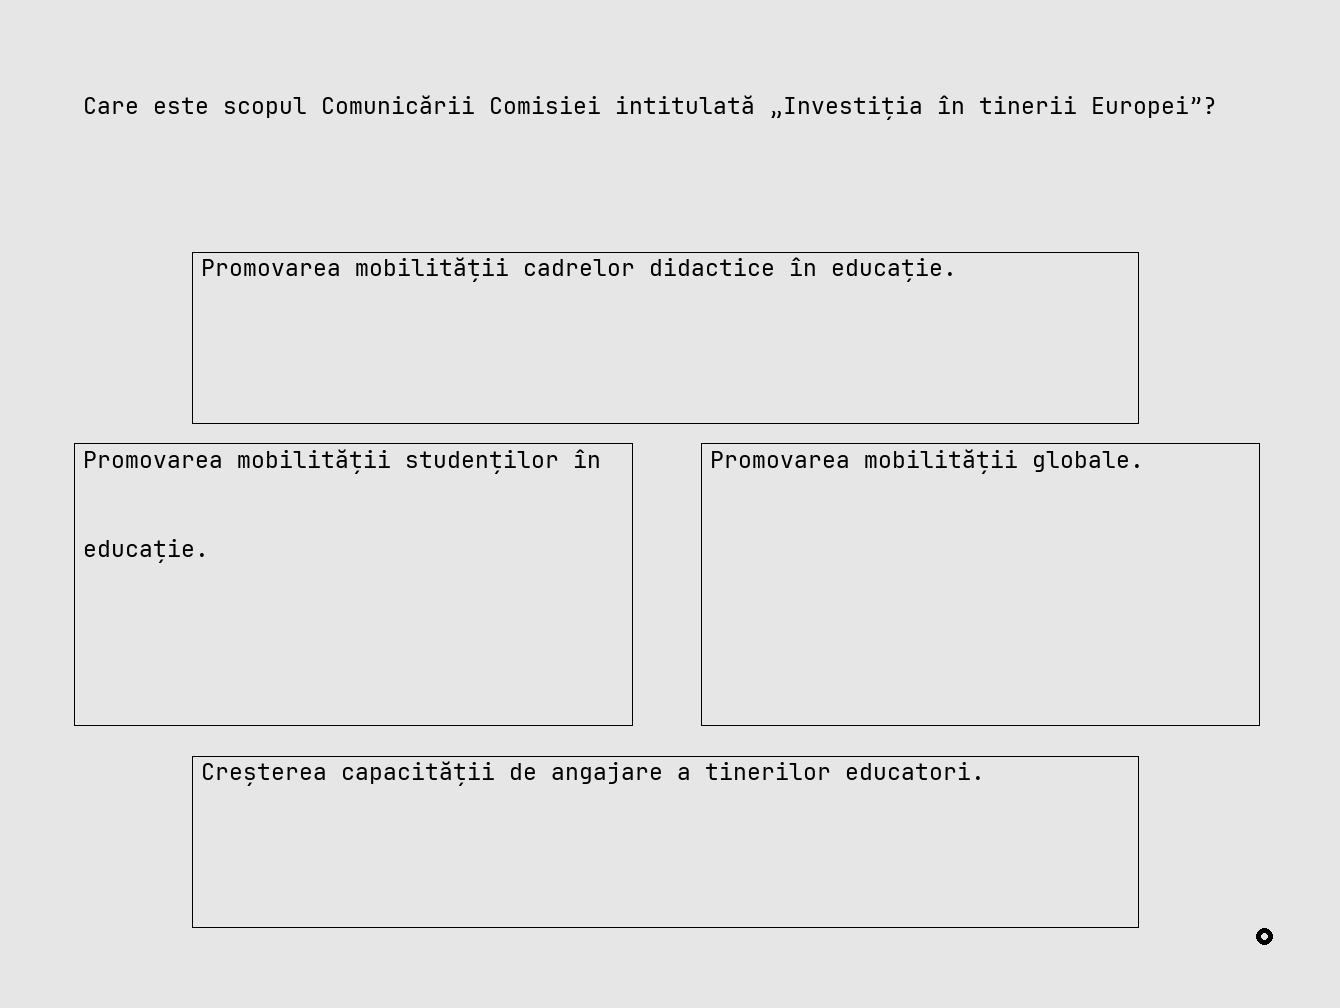 Care este scopul Comunicării Comisiei intitulată „Investiția în tinerii Europei”?
Promovarea mobilității cadrelor didactice în educație.
Promovarea mobilității studenților în
educație.
Promovarea mobilității globale.
Creșterea capacității de angajare a tinerilor educatori.